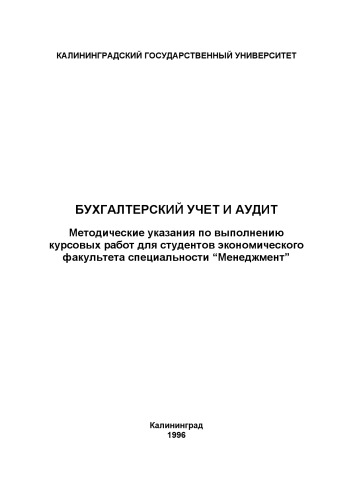 КАЛИНИНГРАДСКИЙ ГОСУДАРСТВЕННЫЙ УНИВЕРСИТЕТ
БУХГАЛТЕРСКИЙ УЧЕТ И АУДИТ
Методические указания по выполнению
курсовых работ для студентов экономического
факультета специальности “Менеджмент”
Калининград
1996